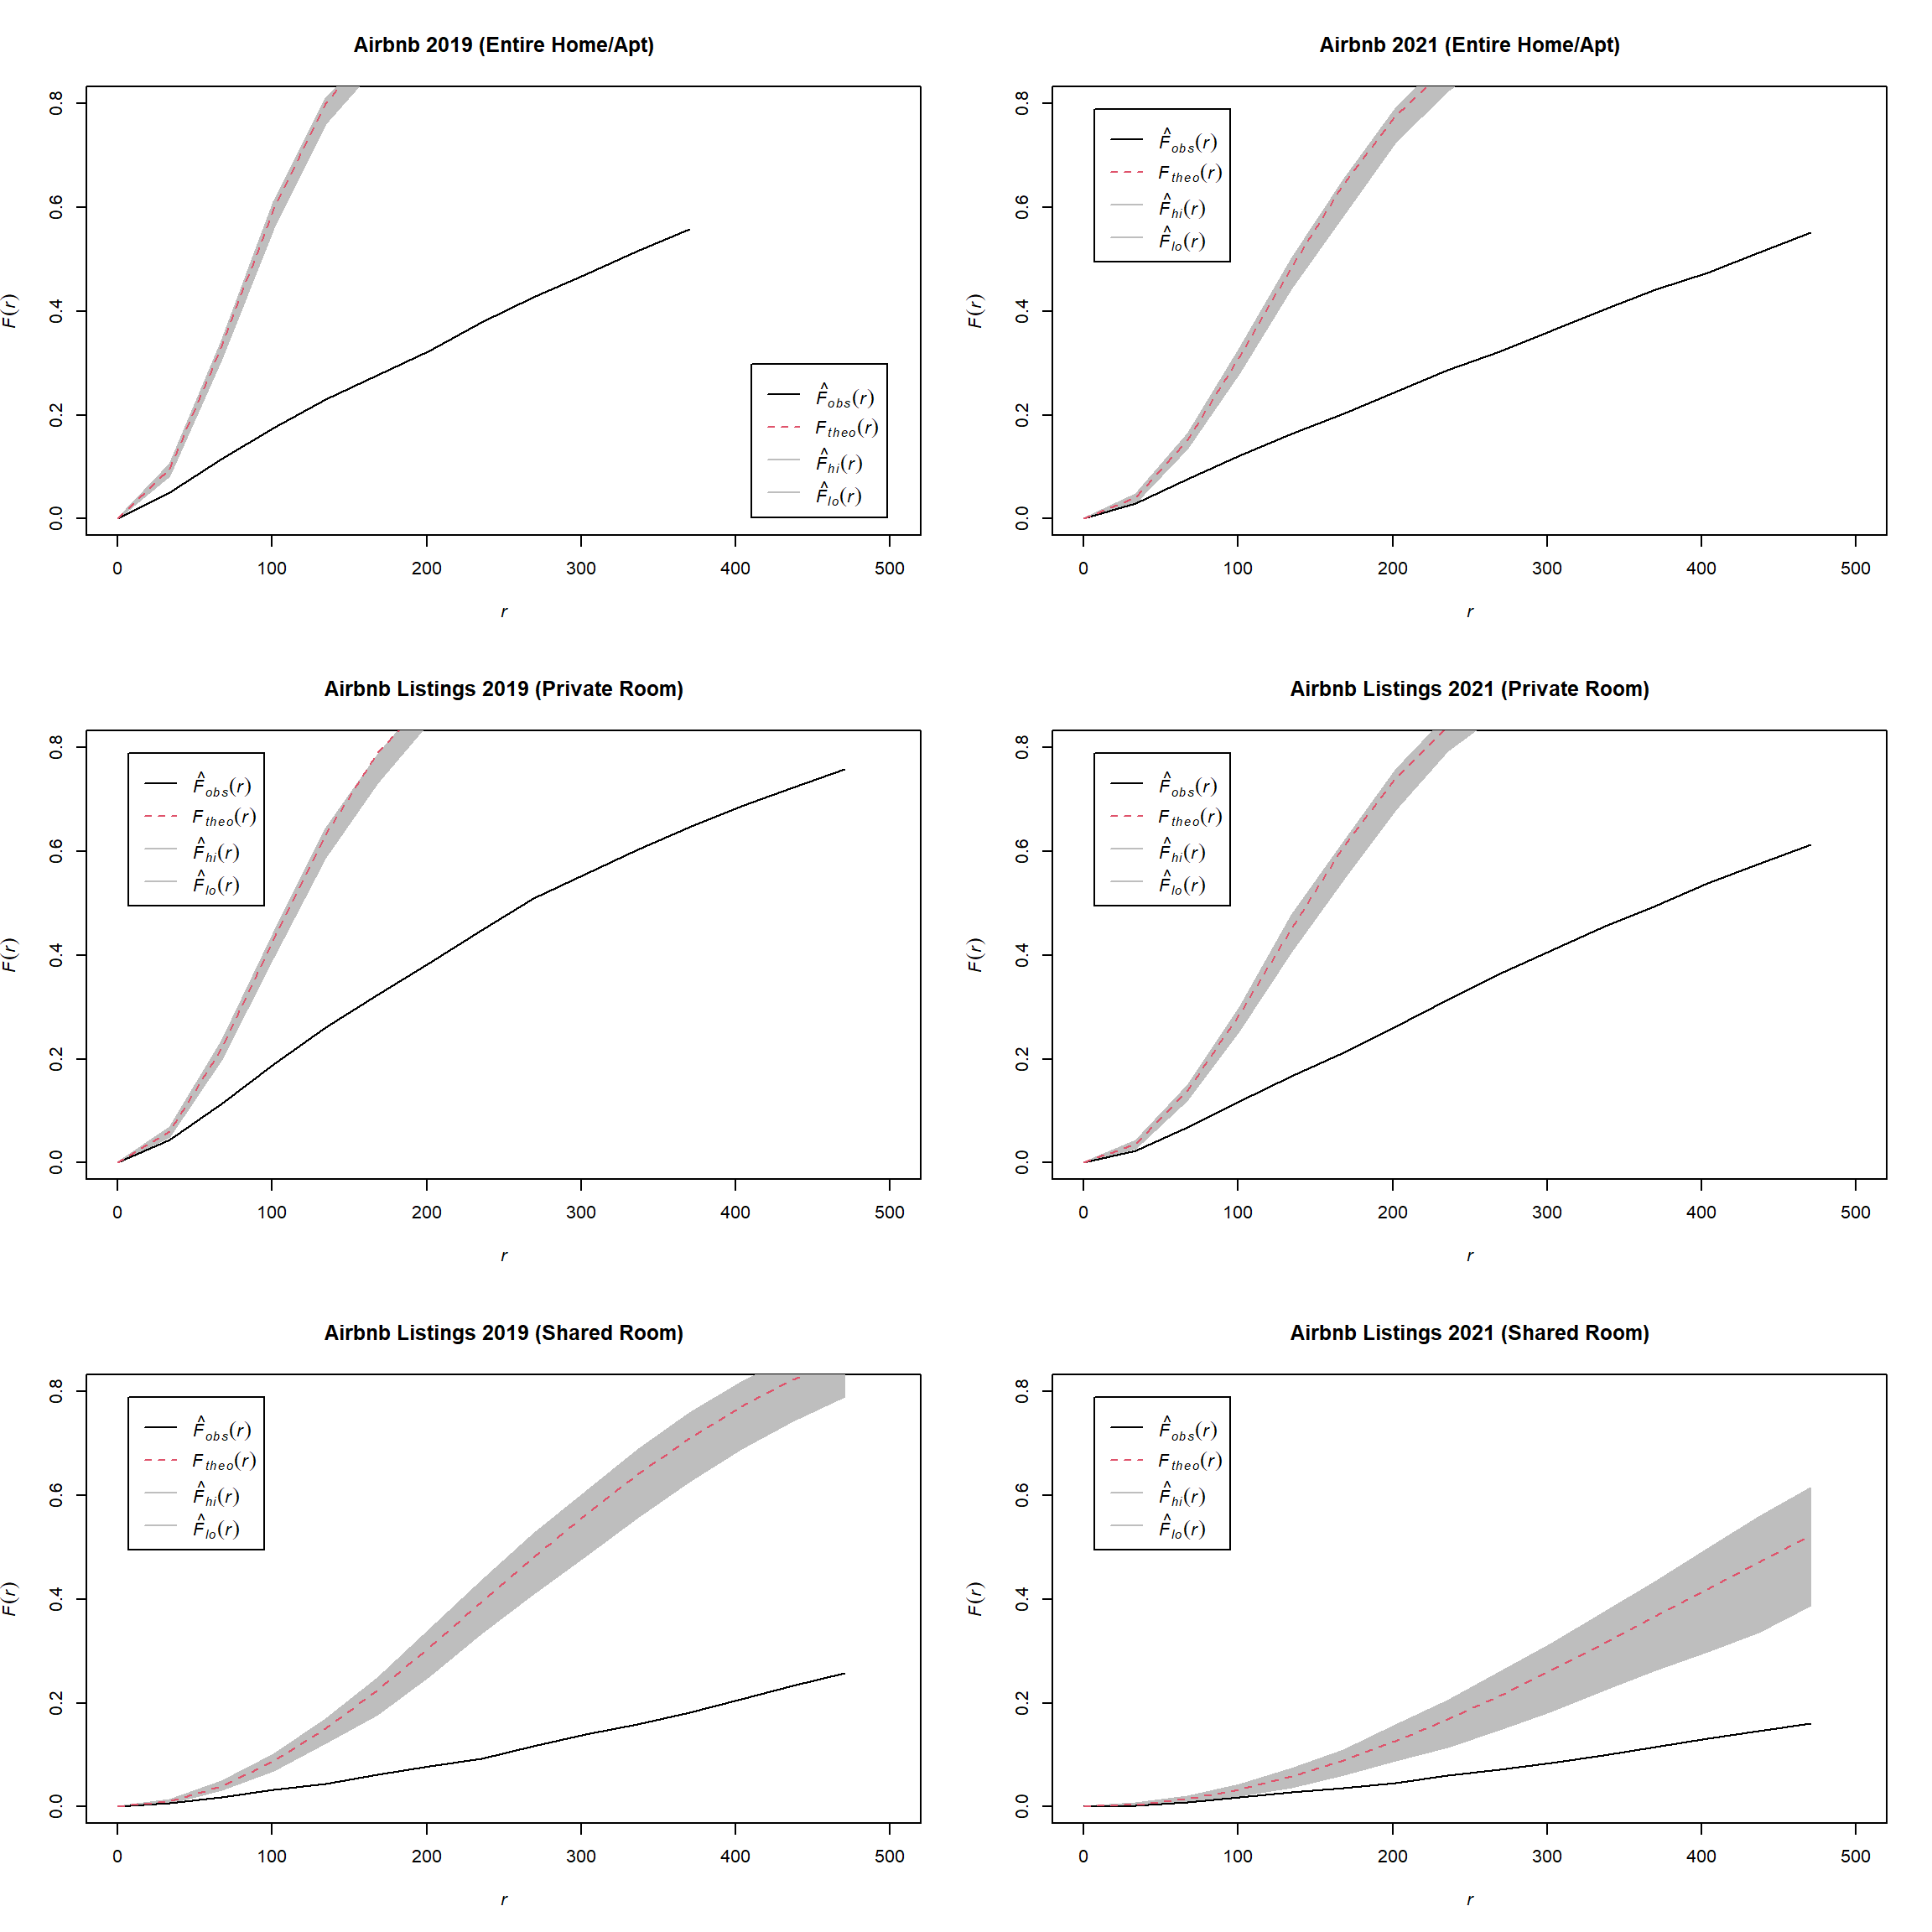 Airbnb 2019 (Entire Home/Apt)
F(r)
0.0 0.2 0.4 0.6 0.8
F̂obs(r)
Ftheo(r)
F̂hi(r)
F̂lo(r)
0 100 200 300 400 500
r
Airbnb 2021 (Entire Home/Apt)
F(r)
0.0 0.2 0.4 0.6 0.8
F̂obs(r)
Ftheo(r)
F̂hi(r)
F̂lo(r)
0 100 200 300 400 500
r
Airbnb Listings 2019 (Private Room)
F(r)
0.0 0.2 0.4 0.6 0.8
F̂obs(r)
Ftheo(r)
F̂hi(r)
F̂lo(r)
0 100 200 300 400 500
r
Airbnb Listings 2021 (Private Room)
F(r)
0.0 0.2 0.4 0.6 0.8
F̂obs(r)
Ftheo(r)
F̂hi(r)
F̂lo(r)
0 100 200 300 400 500
r
Airbnb Listings 2019 (Shared Room)
F(r)
0.0 0.2 0.4 0.6 0.8
F̂obs(r)
Ftheo(r)
F̂hi(r)
F̂lo(r)
0 100 200 300 400 500
r
Airbnb Listings 2021 (Shared Room)
F(r)
0.0 0.2 0.4 0.6 0.8
F̂obs(r)
Ftheo(r)
F̂hi(r)
F̂lo(r)
0 100 200 300 400 500
r